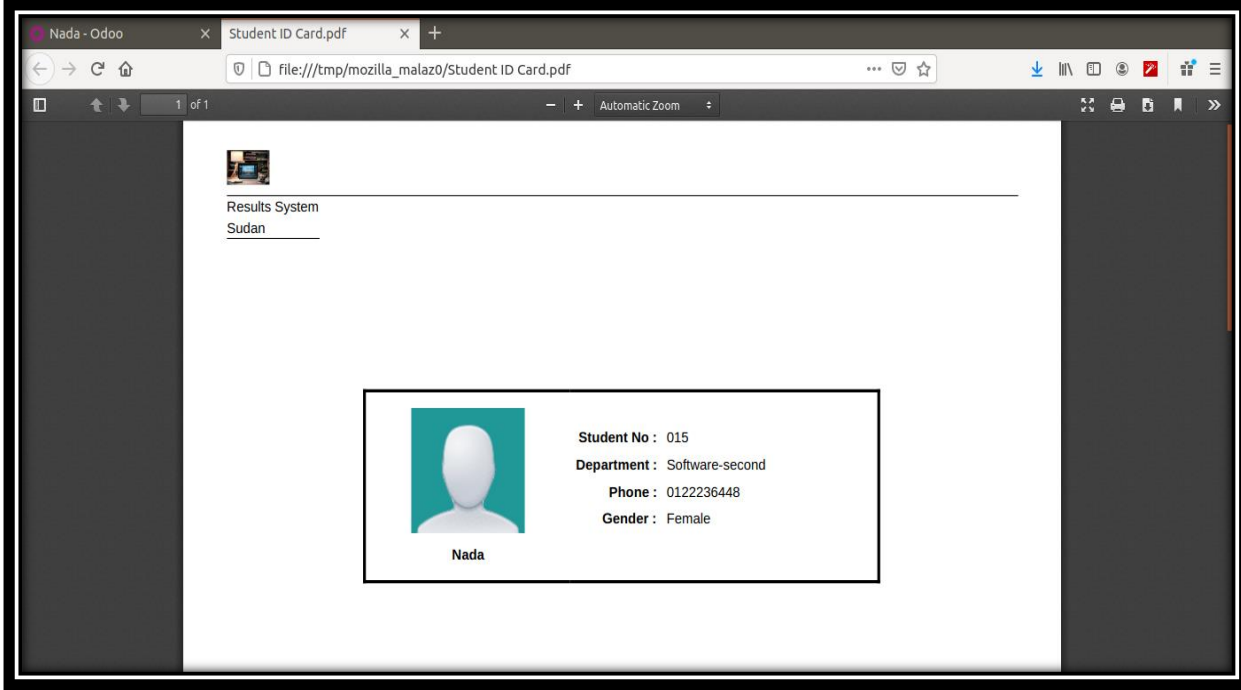 Nada - Odoo
Student ID Card.pdf
file:///tmp/mozilla_malaz0/Student ID Card.pdf
1 of 1
Automatic Zoom
Results System
Sudan
Student No : 015
Department : Software-second
Phone : 0122236448
Gender : Female
Nada